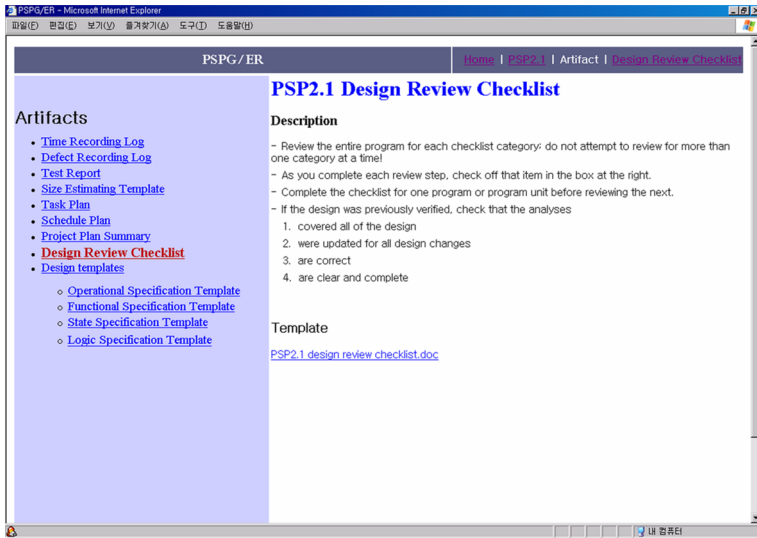 PSPG/ER - Microsoft Internet Explorer
파일(F) 편집(E) 보기(V) 즐겨찾기(A) 도구(T) 도움말(H)
PSPG/ER
Home | PSP2.1 | Artifact | Design Review Checklist
Artifacts
• Time Recording Log
• Defect Recording Log
• Test Report
• Size Estimating Template
• Task Plan
• Schedule Plan
• Project Plan Summary
• Design Review Checklist
• Design templates
○ Operational Specification Template
○ Functional Specification Template
○ State Specification Template
○ Logic Specification Template
PSP2.1 Design Review Checklist
Description
- Review the entire program for each checklist category; do not attempt to review for more than
one category at a time!
- As you complete each review step, check off that item in the box at the right.
- Complete the checklist for one program or program unit before reviewing the next.
- If the design was previously verified, check that the analyses
1. covered all of the design
2. were updated for all design changes
3. are correct
4. are clear and complete
Template
PSP2.1 design review checklist.doc
내 컴퓨터